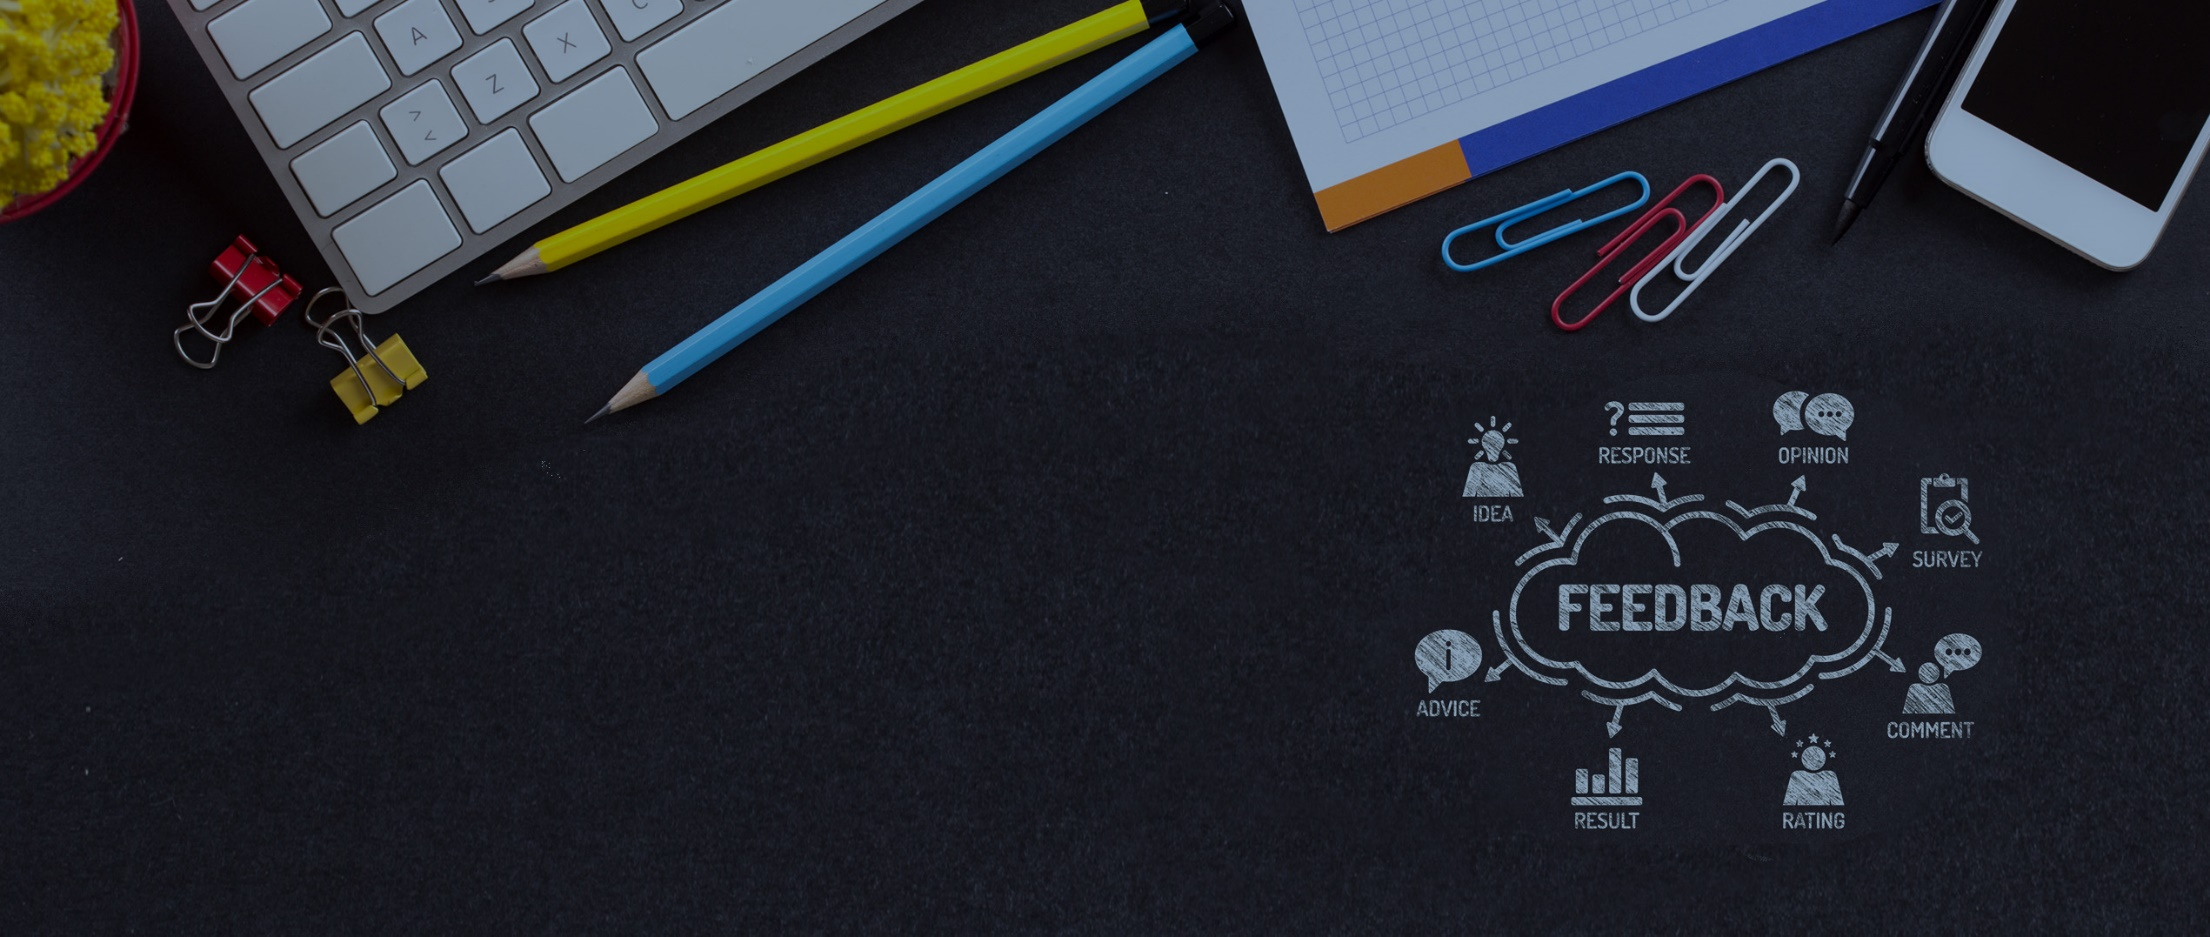 A
Z
X
C
>
<
RESPONSE
OPINION
IDEA
SURVEY
FEEDBACK
ADVICE
COMMENT
RESULT
RATING